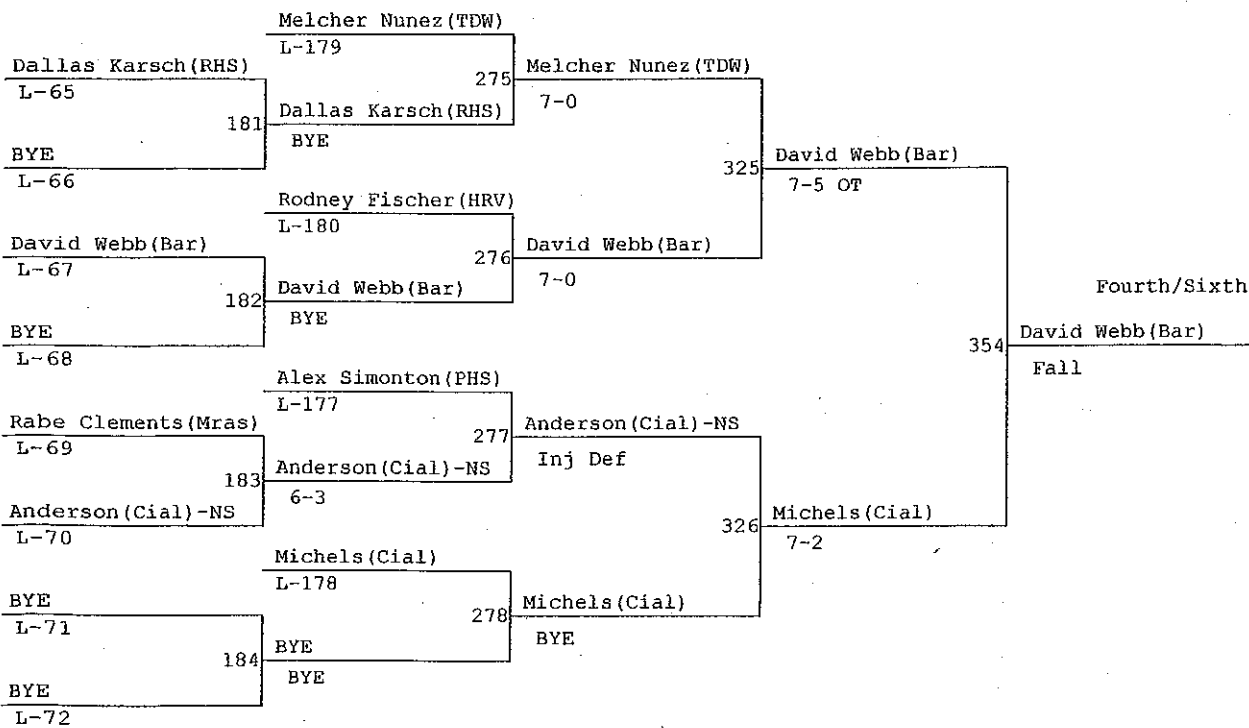 Melcher Nunez(TDW)
L-179
Dallas Karsch(RHS)
L-65
275
Melcher Nunez(TDW)
7-0
181
Dallas Karsch(RHS)
BYE
BYE
L-66
325
David Webb(Bar)
7-5 OT
Rodney Fischer(HRV)
L-180
David Webb(Bar)
L-67
276
David Webb(Bar)
7-0
182
David Webb(Bar)
BYE
Fourth/Sixth
BYE
L-68
354
David Webb(Bar)
Fall
Alex Simonton(PHS)
L-177
Rabe Clements(Mras)
L-69
277
Anderson(Cial)-NS
Inj Def
183
Anderson(Cial)-NS
6-3
Anderson(Cial)-NS
L-70
326
Michels(Cial)
7-2
Michels(Cial)
L-178
BYE
L-71
278
Michels(Cial)
BYE
184
BYE
BYE
BYE
L-72